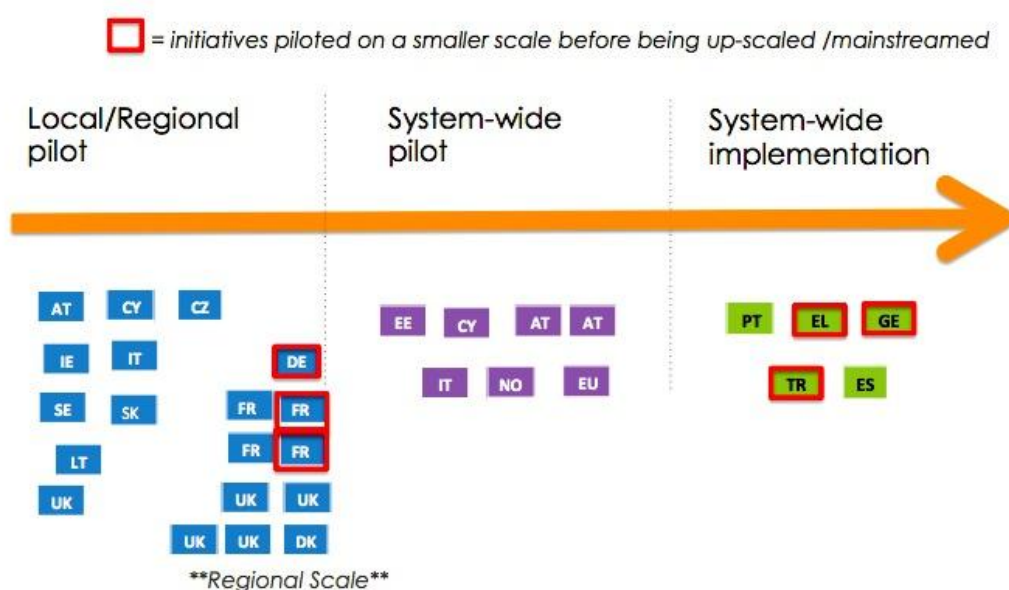 = initiatives piloted on a smaller scale before being up-scaled /mainstreamed
Local/Regional pilot
System-wide pilot
System-wide implementation
AT CY CZ
IE IT DE
SE SK FR FR
LT FR FR
UK UK UK
UK UK DK
**Regional Scale**
EE CY AT AT
IT NO EU
PT EL GE
TR ES